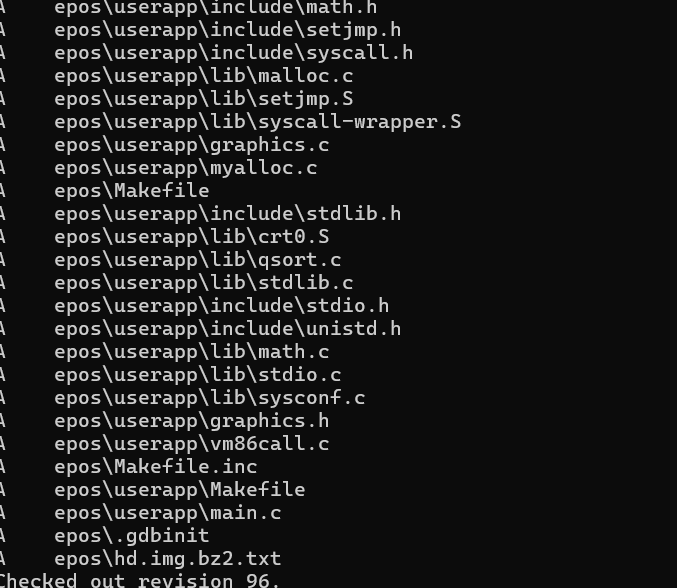 A epos\userapp\include\math.h
A epos\userapp\include\setjmp.h
A epos\userapp\include\syscall.h
A epos\userapp\lib\malloc.c
A epos\userapp\lib\setjmp.S
A epos\userapp\lib\syscall-wrapper.S
A epos\userapp\graphics.c
A epos\userapp\myalloc.c
A epos\Makefile
A epos\userapp\include\stdlib.h
A epos\userapp\lib\crt0.S
A epos\userapp\lib\qsort.c
A epos\userapp\lib\stdlib.c
A epos\userapp\include\stdio.h
A epos\userapp\include\unistd.h
A epos\userapp\lib\math.c
A epos\userapp\lib\stdio.c
A epos\userapp\lib\sysconf.c
A epos\userapp\graphics.h
A epos\userapp\vm86call.c
A epos\Makefile.inc
A epos\userapp\Makefile
A epos\userapp\main.c
A epos\.gdbinit
A epos\hd.img.bz2.txt
Checked out revision 96.